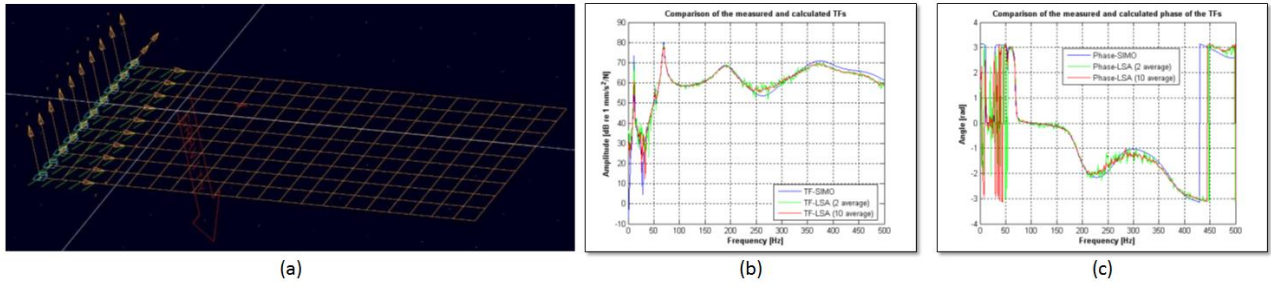 Comparison of the measured and calculated TFs
90
80
70
60
50
40
30
20
10
0
-10
Amplitude [dB re 1 mm/s²/N]
TF-SIMO
TF-LSA (2 average)
TF-LSA (10 average)
0 50 100 150 200 250 300 350 400 450 500
Frequency [Hz]
Comparison of the measured and calculated phase of the TFs
4
3
2
1
0
-1
-2
-3
-4
Angle [rad]
Phase-SIMO
Phase-LSA (2 average)
Phase-LSA (10 average)
0 50 100 150 200 250 300 350 400 450 500
Frequency [Hz]
(a)
(b)
(c)